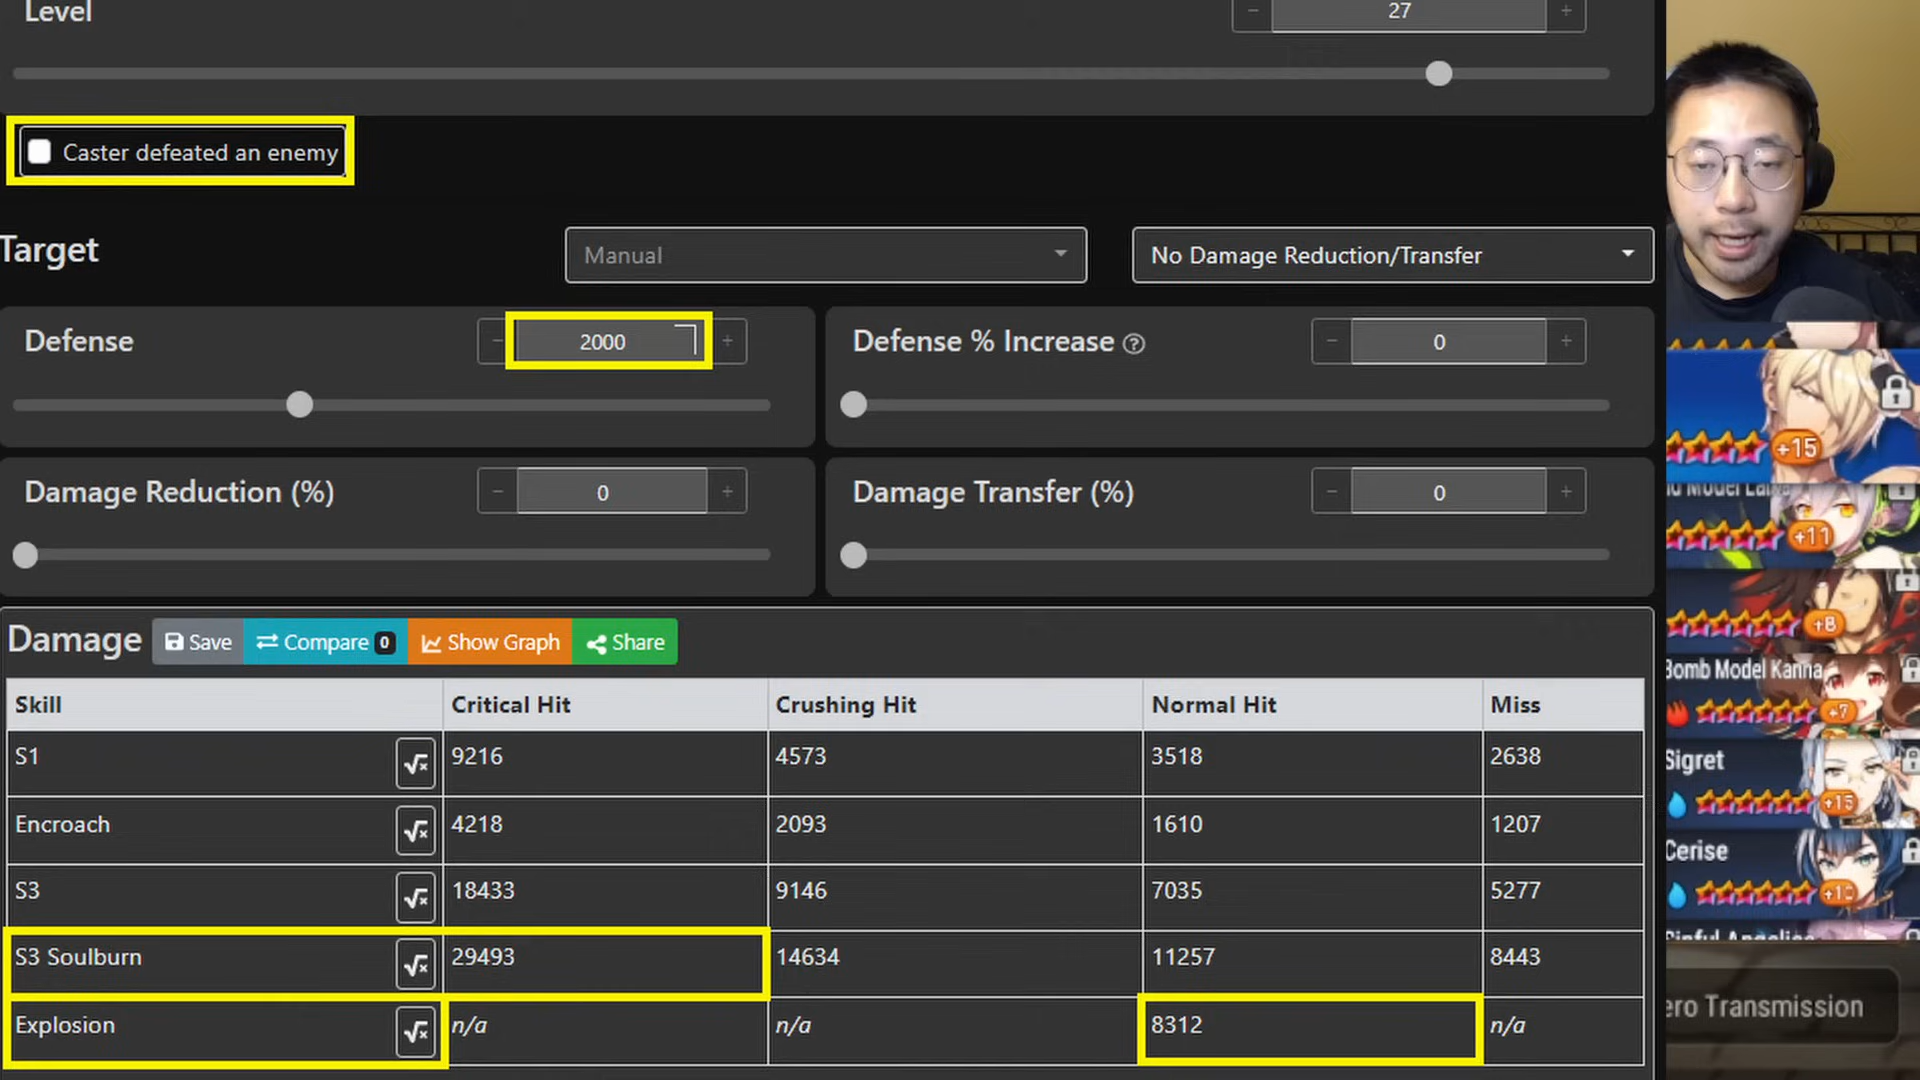 Level
27
Caster defeated an enemy
Target
Manual
No Damage Reduction/Transfer
Defense
2000
Defense % Increase
0
Damage Reduction (%)
0
Damage Transfer (%)
0
Damage Save Compare 0 Show Graph Share
Skill Critical Hit Crushing Hit Normal Hit Miss
S1 9216 4573 3518 2638
Encroach 4218 2093 1610 1207
S3 18433 9146 7035 5277
S3 Soulburn 29493 14634 11257 8443
Explosion n/a n/a 8312 n/a
+15
+11
+8
Bomb Model Kanna
+7
Sigret
+15
Cerise
ero Transmission